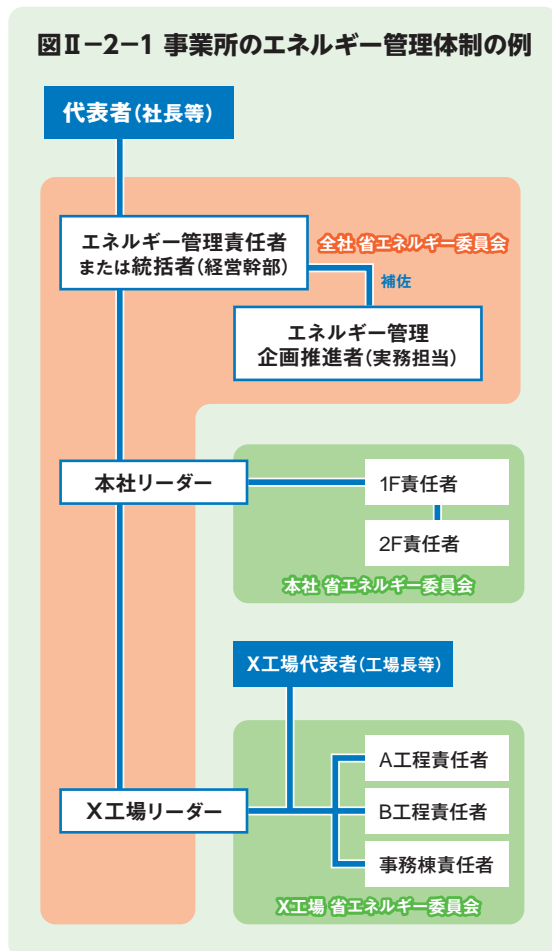 図Ⅱ−2−1 事業所のエネルギー管理体制の例
代表者(社長等)
エネルギー管理責任者
または統括者(経営幹部)
全社 省エネルギー委員会
補佐
エネルギー管理
企画推進者(実務担当)
本社リーダー
1F責任者
2F責任者
本社 省エネルギー委員会
X工場代表者(工場長等)
A工程責任者
X工場リーダー
B工程責任者
事務棟責任者
X工場 省エネルギー委員会